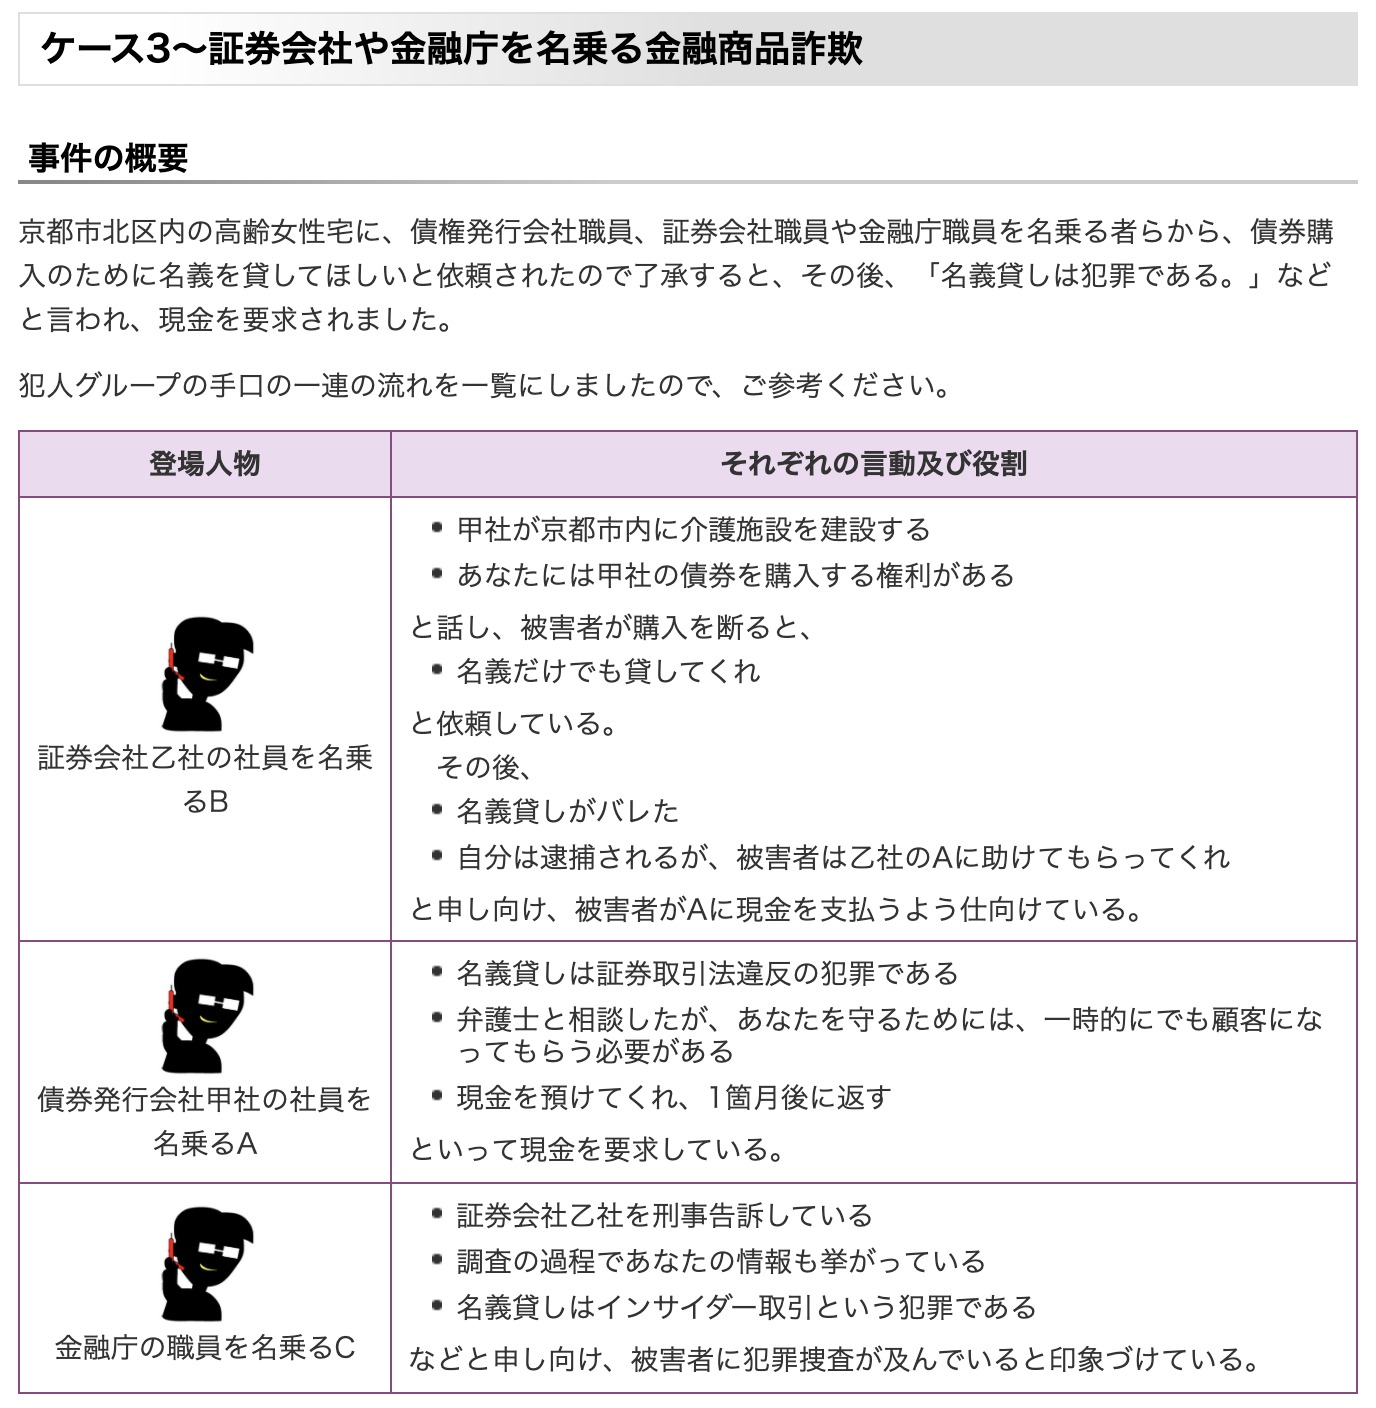 ケース3～証券会社や金融庁を名乗る金融商品詐欺
事件の概要
京都市北区内の高齢女性宅に、債権発行会社職員、証券会社職員や金融庁職員を名乗る者らから、債券購
入のために名義を貸してほしいと依頼されたので了承すると、その後、「名義貸しは犯罪である。」など
と言われ、現金を要求されました。
犯人グループの手口の一連の流れを一覧にしましたので、ご参考ください。
登場人物
それぞれの言動及び役割
証券会社乙社の社員を名乗
るB
• 甲社が京都市内に介護施設を建設する
• あなたには甲社の債券を購入する権利がある
と話し、被害者が購入を断ると、
• 名義だけでも貸してくれ
と依頼している。
その後、
• 名義貸しがバレた
• 自分は逮捕されるが、被害者は乙社のAに助けてもらってくれ
と申し向け、被害者がAに現金を支払うよう仕向けている。
債券発行会社甲社の社員を
名乗るA
• 名義貸しは証券取引法違反の犯罪である
• 弁護士と相談したが、あなたを守るためには、一時的にでも顧客にな
ってもらう必要がある
• 現金を預けてくれ、1箇月後に返す
といって現金を要求している。
金融庁の職員を名乗るC
• 証券会社乙社を刑事告訴している
• 調査の過程であなたの情報も挙がっている
• 名義貸しはインサイダー取引という犯罪である
などと申し向け、被害者に犯罪捜査が及んでいると印象づけている。